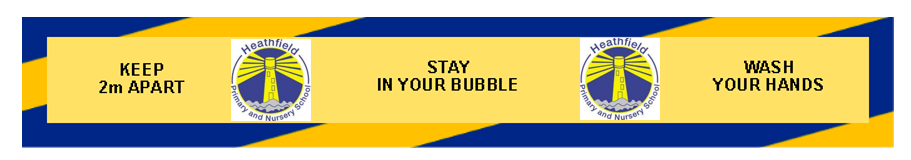 KEEP
2m APART
Heathfield
Primary and Nursery School
STAY
IN YOUR BUBBLE
Heathfield
Primary and Nursery School
WASH
YOUR HANDS